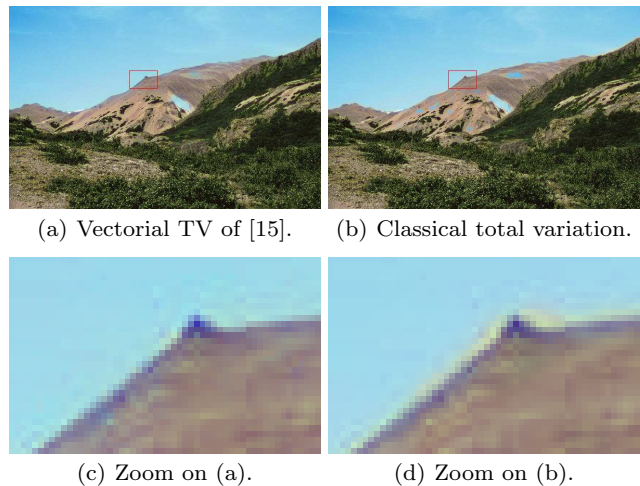 (a) Vectorial TV of [15].
(b) Classical total variation.
(c) Zoom on (a).
(d) Zoom on (b).